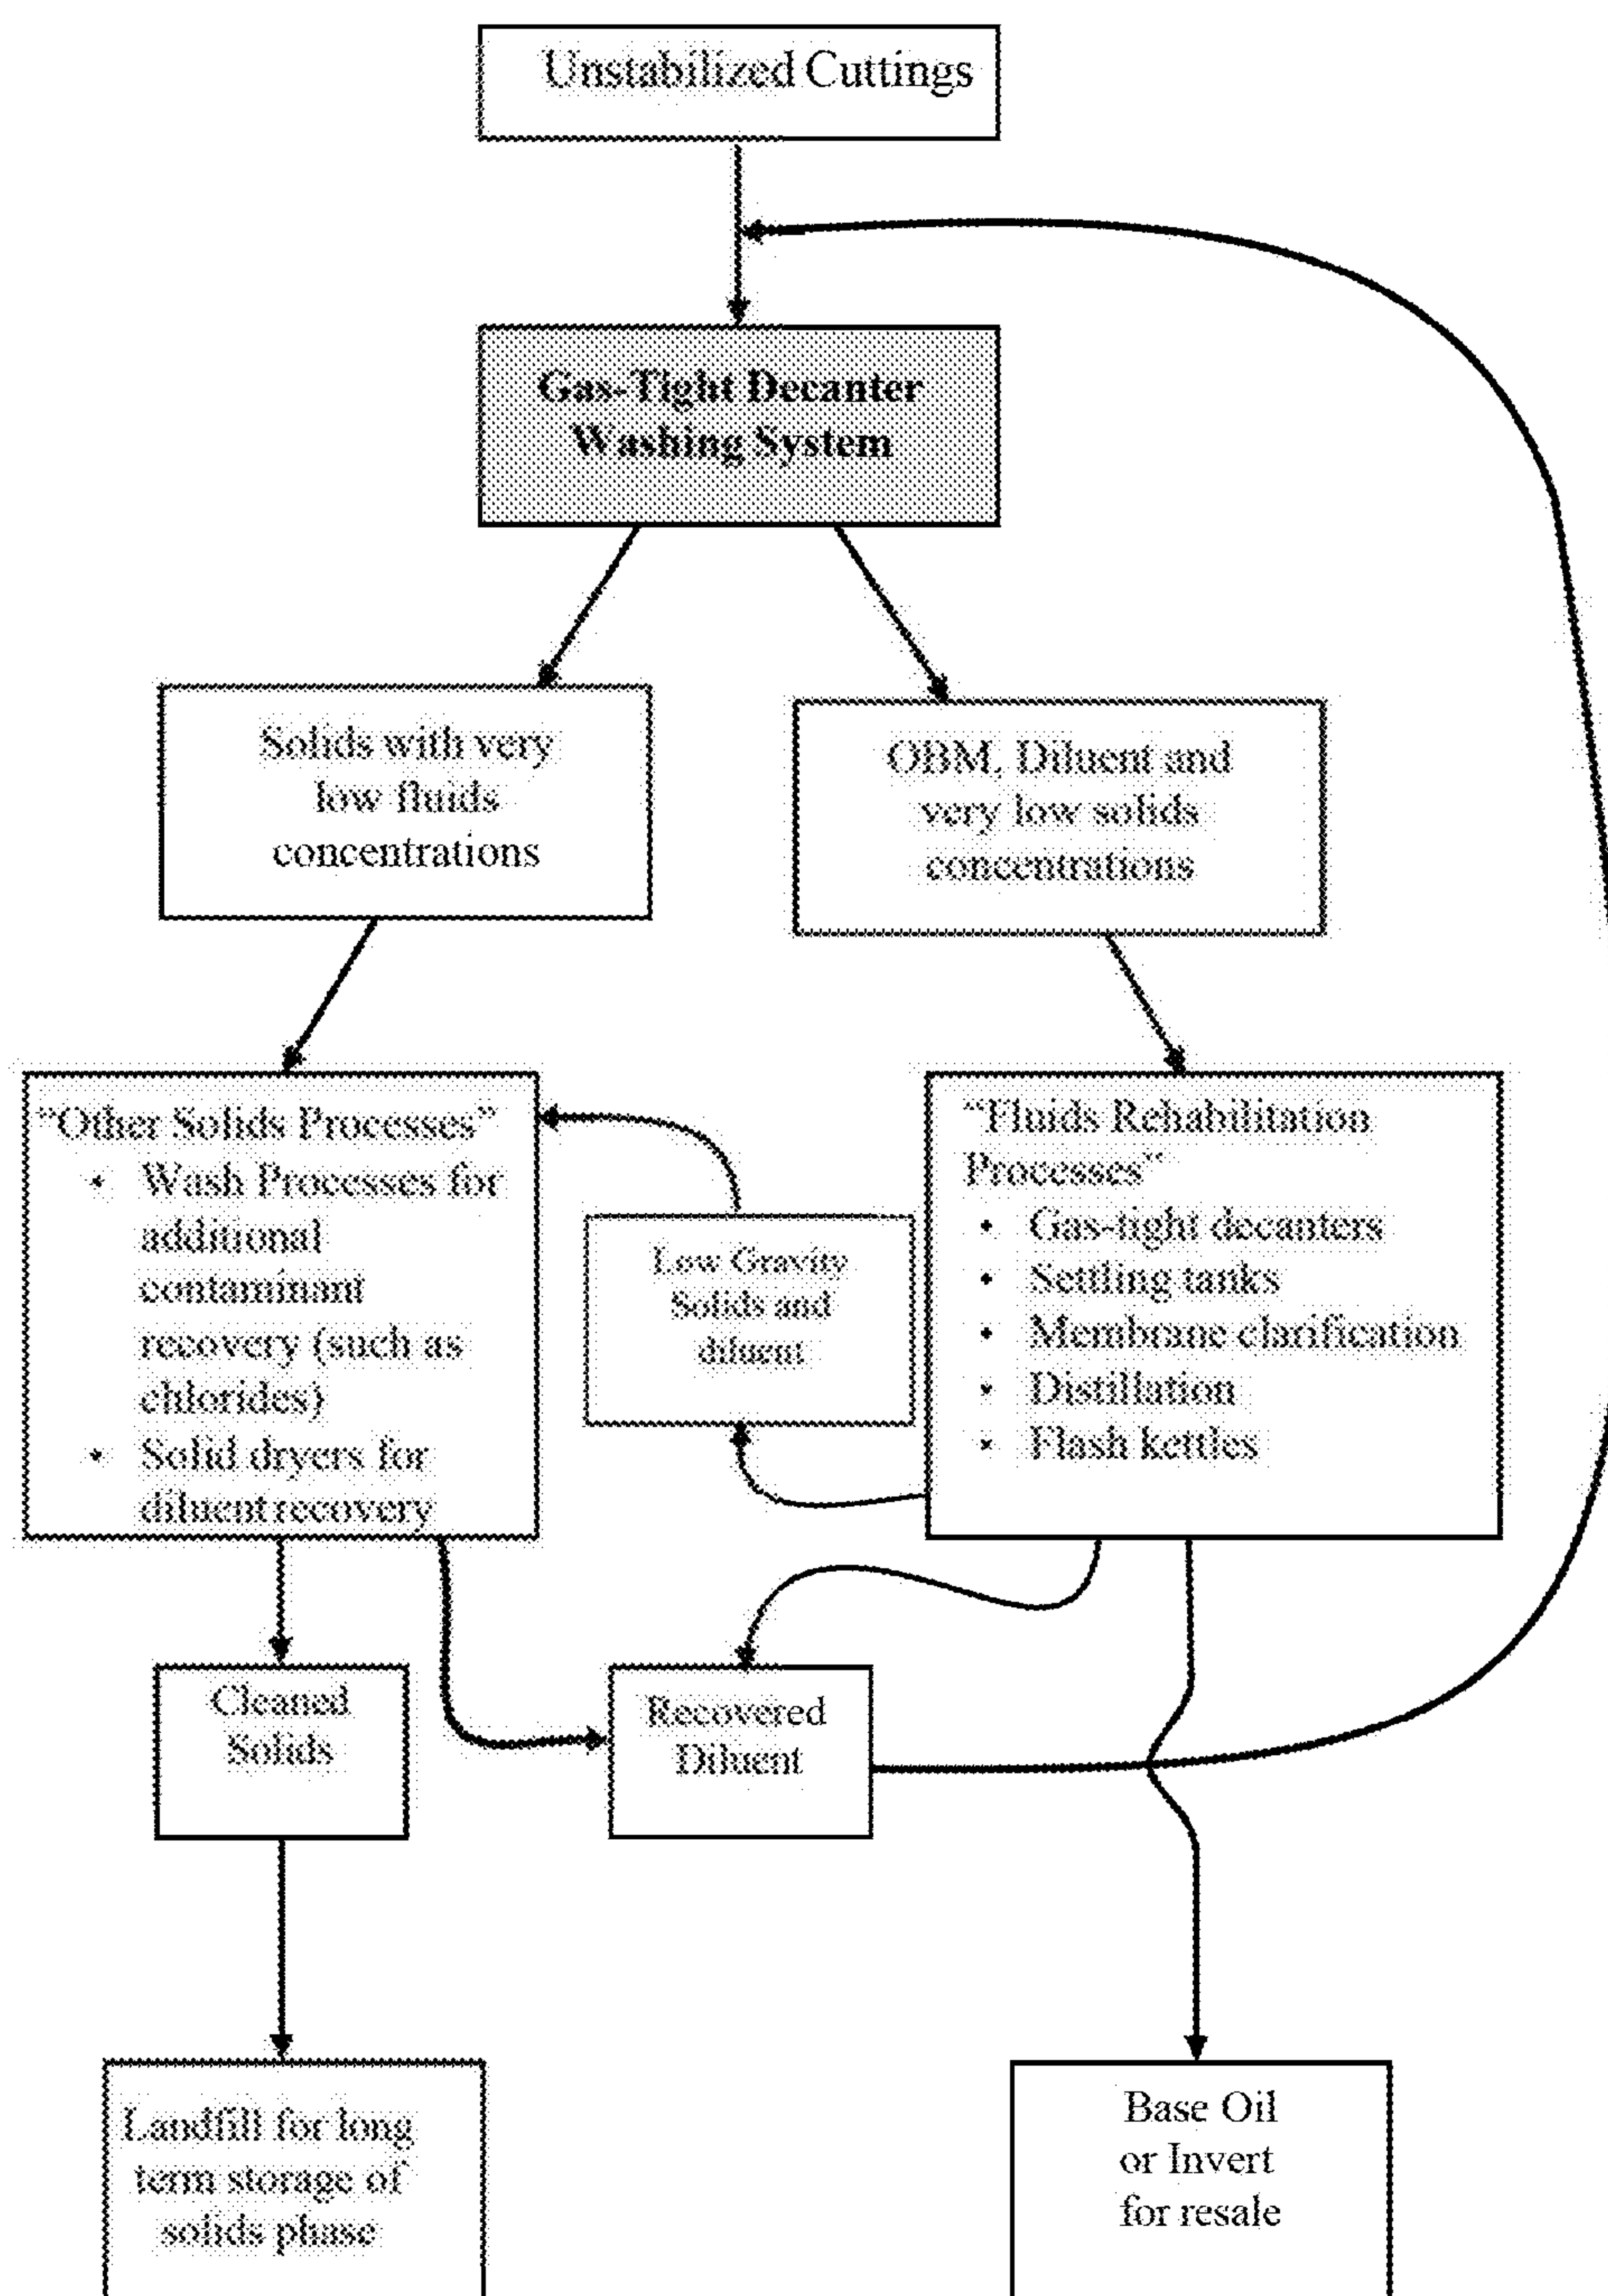 Unstabilized Cuttings
Gas-Tight Decanter
Washing System
Solids with very
low fluids
concentrations
OBM, Diluent and
very low solids
concentrations
"Other Solids Processes"
• Wash Processes for
additional
contaminant
recovery (such as
chlorides)
• Solid dryers for
diluent recovery
Low Gravity
Solids and
diluent
"Fluids Rehabilitation
Processes"
• Gas-tight decanters
• Settling tanks
• Membrane clarification
• Distillation
• Flash kettles
Cleaned
Solids
Recovered
Diluent
Landfill for long
term storage of
solids phase
Base Oil
or Invert
for resale